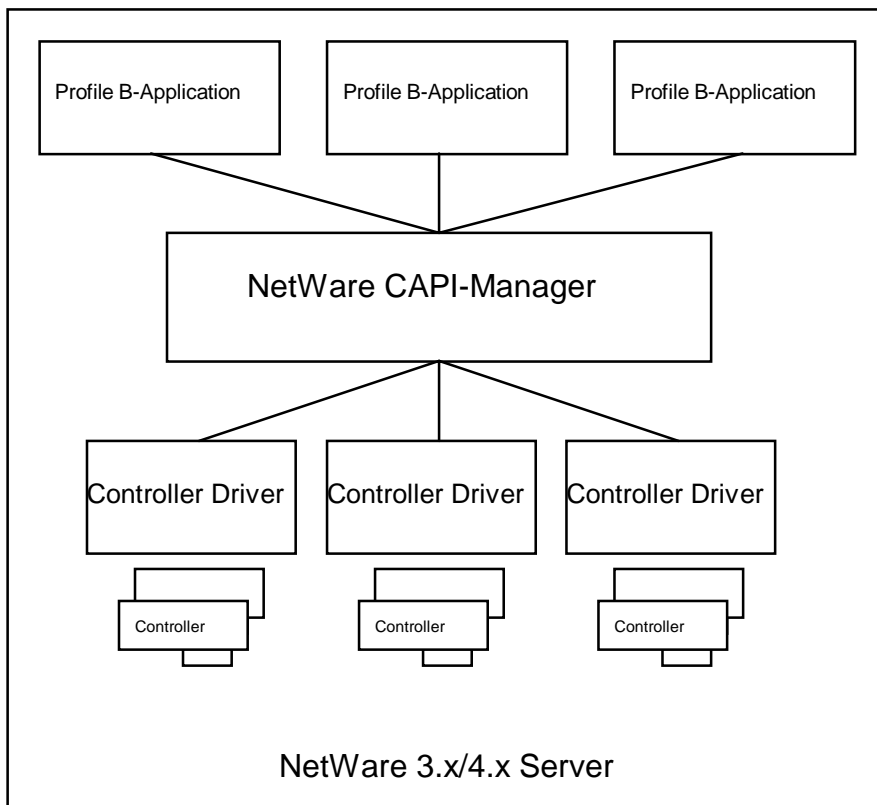 Profile B-Application
Profile B-Application
Profile B-Application
NetWare CAPI-Manager
Controller Driver
Controller Driver
Controller Driver
Controller
Controller
Controller
NetWare 3.x/4.x Server